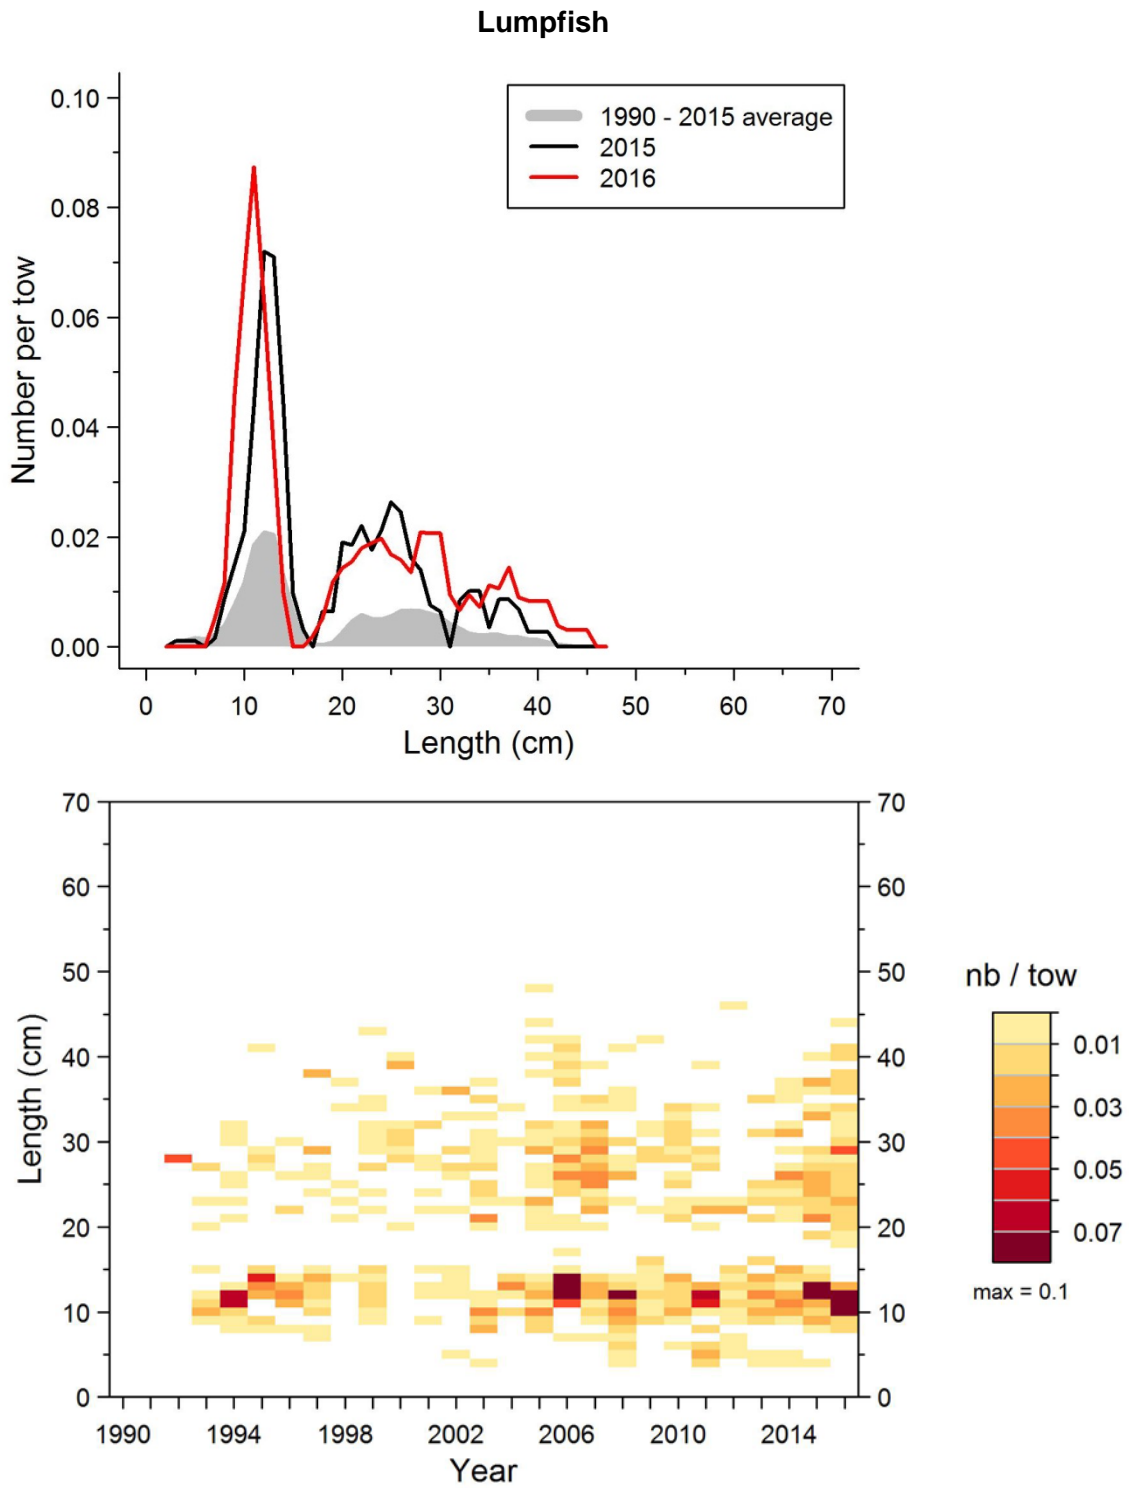 Lumpfish
1990 - 2015 average
2015
2016
Number per tow
0.10
0.08
0.06
0.04
0.02
0.00
0 10 20 30 40 50 60 70
Length (cm)
Length (cm)
70 70
60 60
50 50
40 40
30 30
20 20
10 10
0 0
1990 1994 1998 2002 2006 2010 2014
Year
nb / tow
0.01
0.03
0.05
0.07
max = 0.1